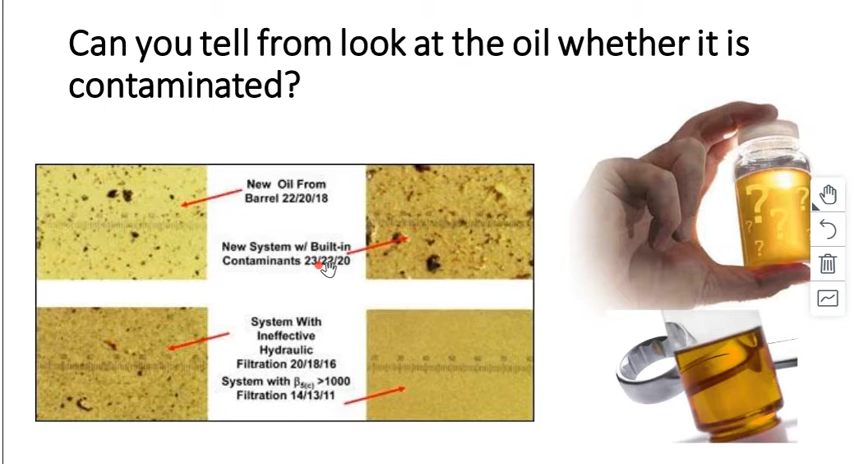 Can you tell from look at the oil whether it is
contaminated?
New Oil From
Barrel 22/20/18
New System w/ Built-in
Contaminants 23/22/20
System With
Ineffective
Hydraulic
Filtration 20/18/16
System with β5(c) >1000
Filtration 14/13/11
? ? ? ? ?